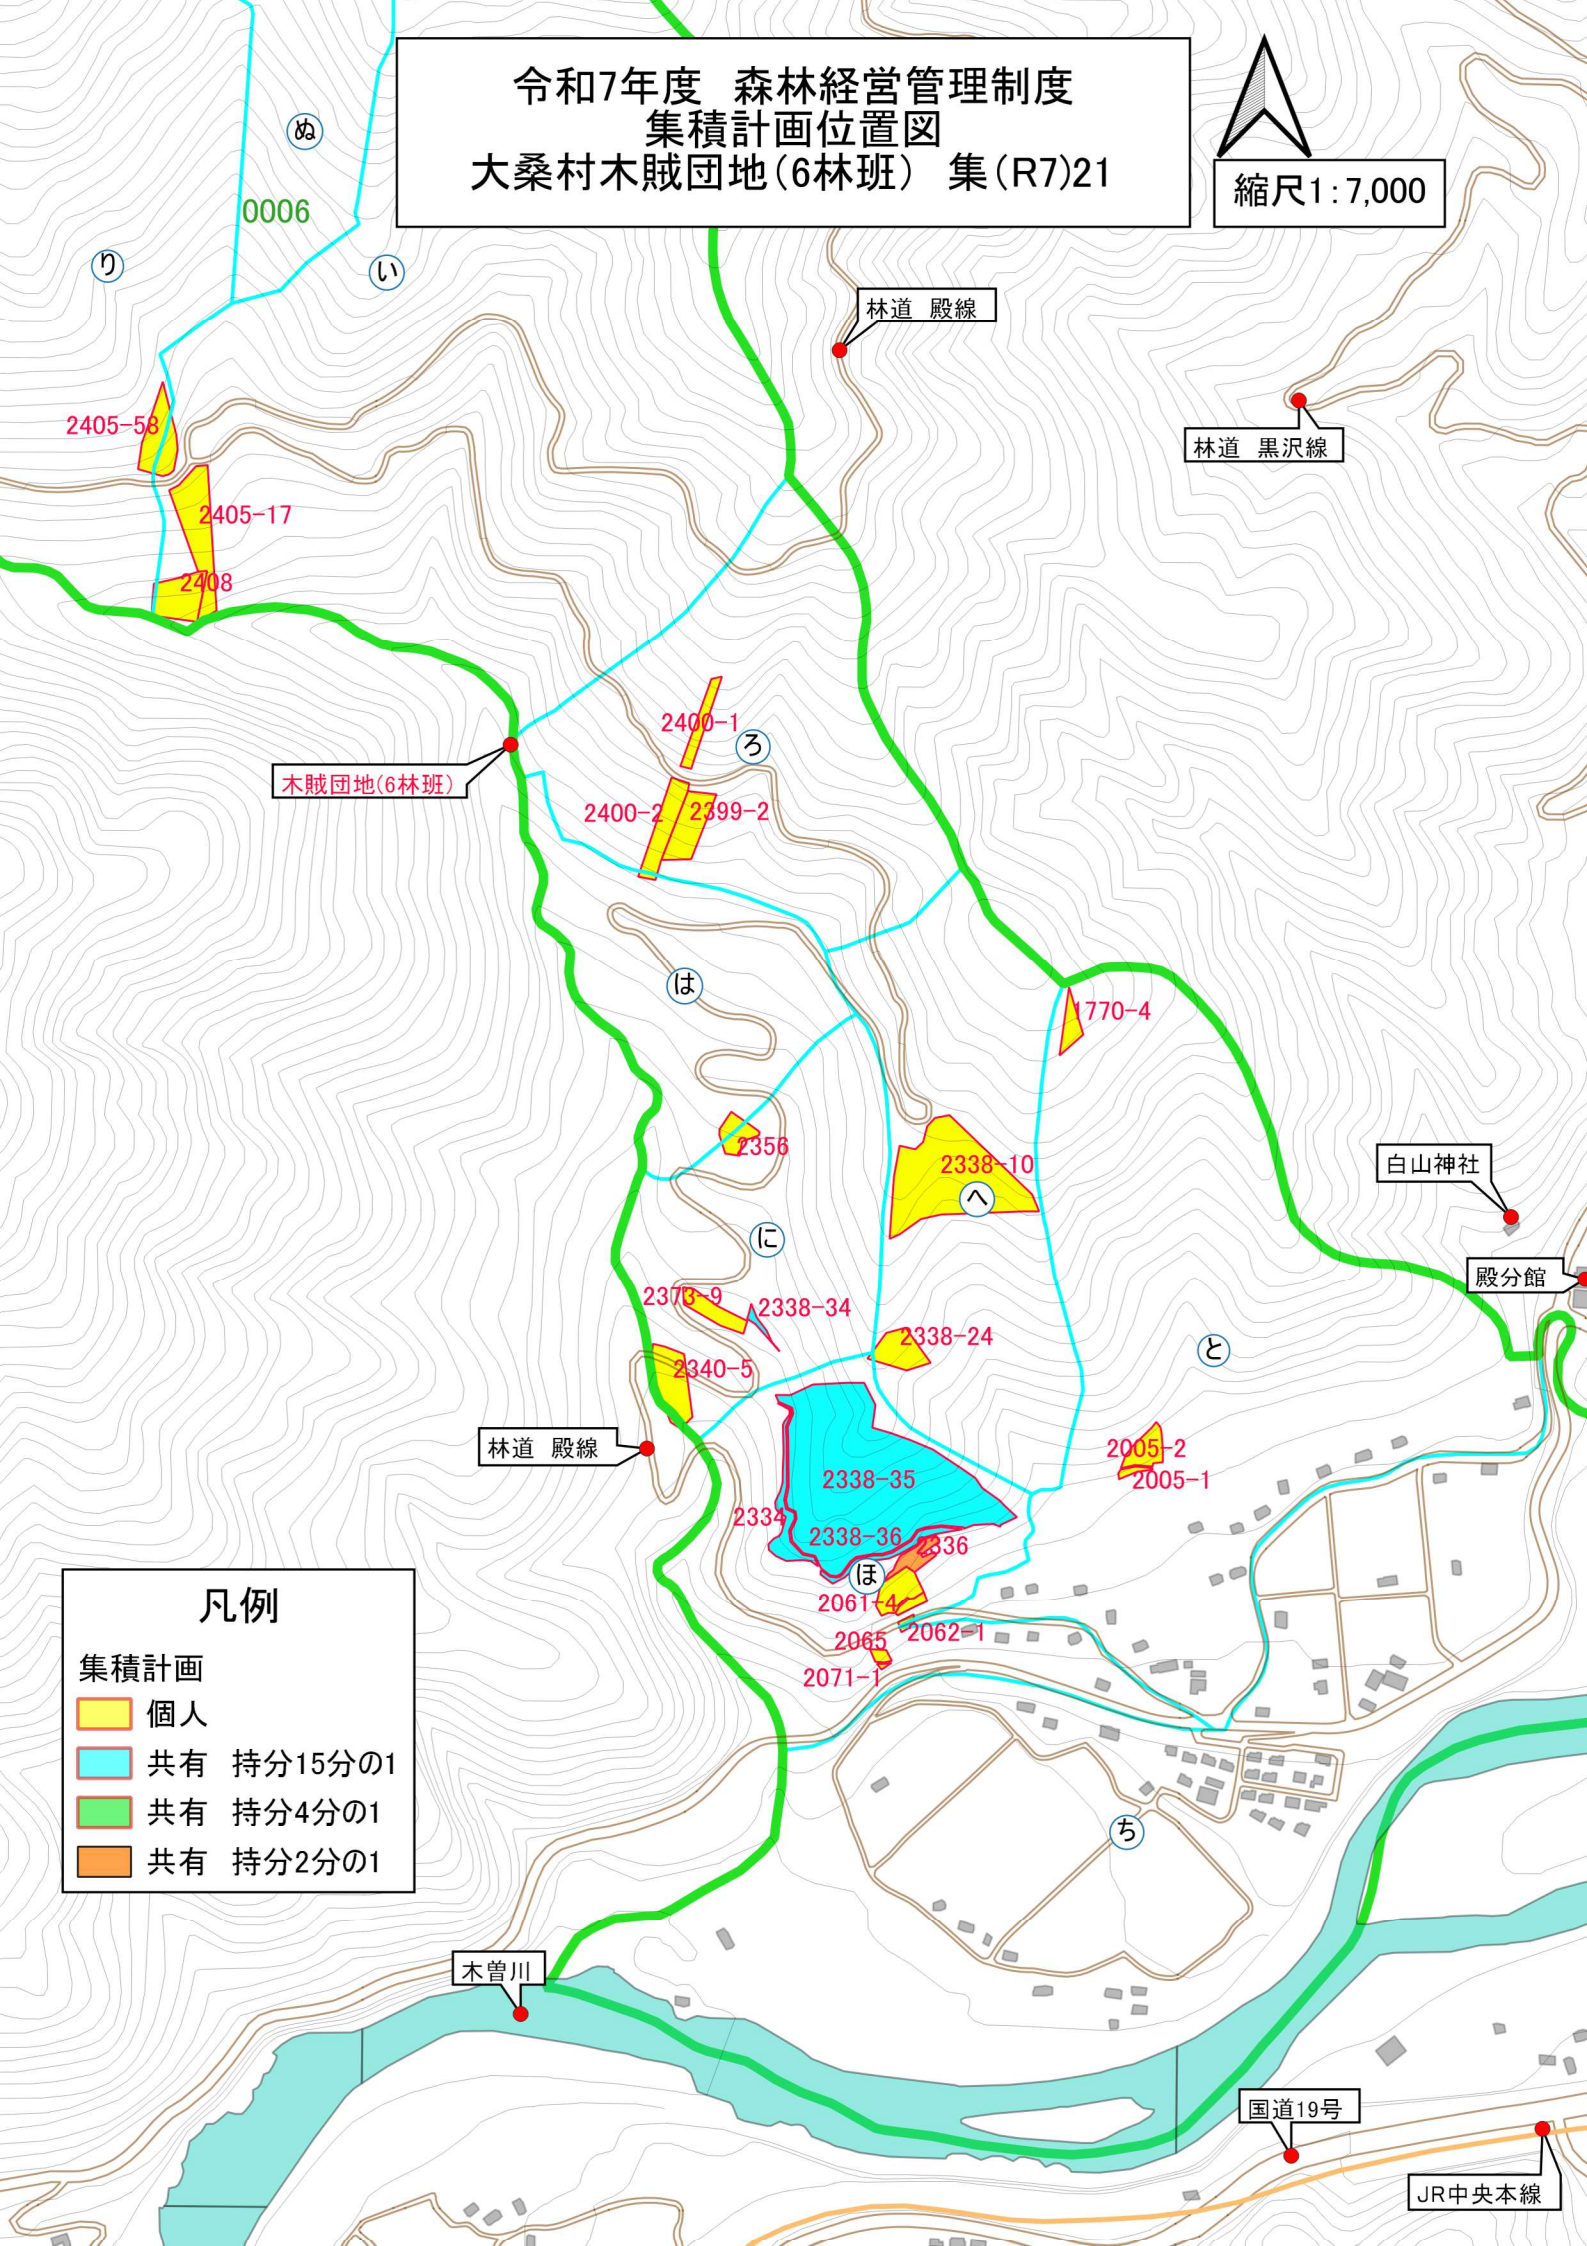 令和7年度　森林経営管理制度
集積計画位置図
大桑村木賊団地(6林班)　集(R7)21
縮尺1:7,000
ぬ
0006
り
い
林道　殿線
林道　黒沢線
2405-58
2405-17
2408
2400-1
ろ
木賊団地(6林班)
2400-2
2399-2
は
1770-4
2356
2338-10
へ
白山神社
に
殿分館
2373-9
2338-34
2338-24
と
2340-5
林道　殿線
2005-2
2005-1
2338-35
2334
2338-36
2336
ほ
2061-4
2062-1
2065
2071-1
凡例
集積計画
個人
共有　持分15分の1
共有　持分4分の1
共有　持分2分の1
ち
木曽川
国道19号
JR中央本線